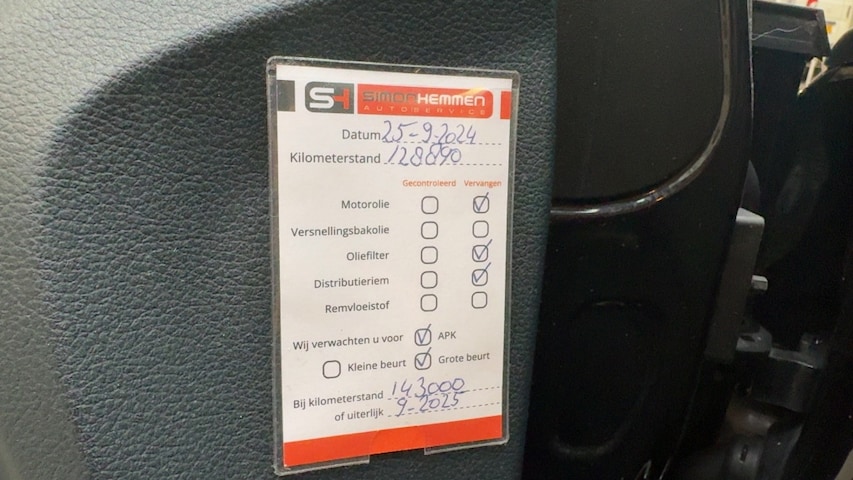 SH SIMON HEMMEN
AUTOSERVICE
Datum 25-9-2024
Kilometerstand 128890
Gecontroleerd Vervangen
Motorolie
Versnellingsbakolie
Oliefilter
Distributieriem
Remvloeistof
Wij verwachten u voor APK
Kleine beurt Grote beurt
Bij kilometerstand 143000
of uiterlijk 9-2025